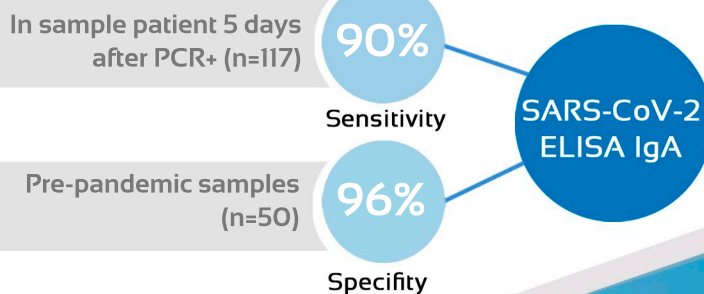 In sample patient 5 days
after PCR+ (n=117)
90%
Sensitivity
SARS-CoV-2
ELISA IgA
Pre-pandemic samples
(n=50)
96%
Specifity